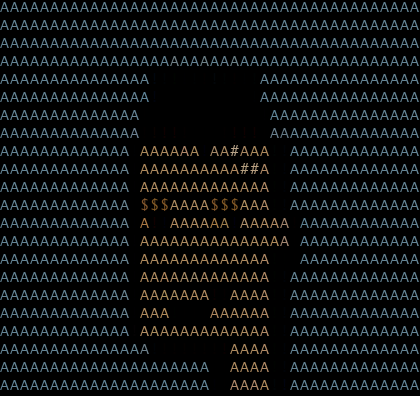 AAAAAAAAAAAAAAAAAAAAAAAAAAAAAAAAAAAAAAAAAA
AAAAAAAAAAAAAAAAAAAAAAAAAAAAAAAAAAAAAAAAAA
AAAAAAAAAAAAAAAAAAAAAAAAAAAAAAAAAAAAAAAAAA
AAAAAAAAAAAAAAAAAAAAAAAAAAAAAAAAAAAAAAAAAA
AAAAAAAAAAAAAAA           AAAAAAAAAAAAAAAA
AAAAAAAAAAAAAAA           AAAAAAAAAAAAAAAA
AAAAAAAAAAAAAA             AAAAAAAAAAAAAAA
AAAAAAAAAAAAAA             AAAAAAAAAAAAAAA
AAAAAAAAAAAAA AAAAAA AA#AAA  AAAAAAAAAAAAA
AAAAAAAAAAAAA AAAAAAAAAA##A  AAAAAAAAAAAAA
AAAAAAAAAAAAA AAAAAAAAAAAAA  AAAAAAAAAAAAA
AAAAAAAAAAAAA $$$AAAA$$$AAA  AAAAAAAAAAAAA
AAAAAAAAAAAAA A  AAAAAA AAAAA AAAAAAAAAAAA
AAAAAAAAAAAAA AAAAAAAAAAAAAAA AAAAAAAAAAAA
AAAAAAAAAAAAA AAAAAAAAAAAAA   AAAAAAAAAAAA
AAAAAAAAAAAAA AAAAAAAAAAAAA  AAAAAAAAAAAAA
AAAAAAAAAAAAA AAAAAAA  AAAA  AAAAAAAAAAAAA
AAAAAAAAAAAAA AAA    AAAAAA  AAAAAAAAAAAAA
AAAAAAAAAAAAA AAAAAAAAAAAAA  AAAAAAAAAAAAA
AAAAAAAAAAAAAAA        AAAA  AAAAAAAAAAAAA
AAAAAAAAAAAAAAAAAAAAA  AAAA  AAAAAAAAAAAAA
AAAAAAAAAAAAAAAAAAAAA  AAAA  AAAAAAAAAAAAA